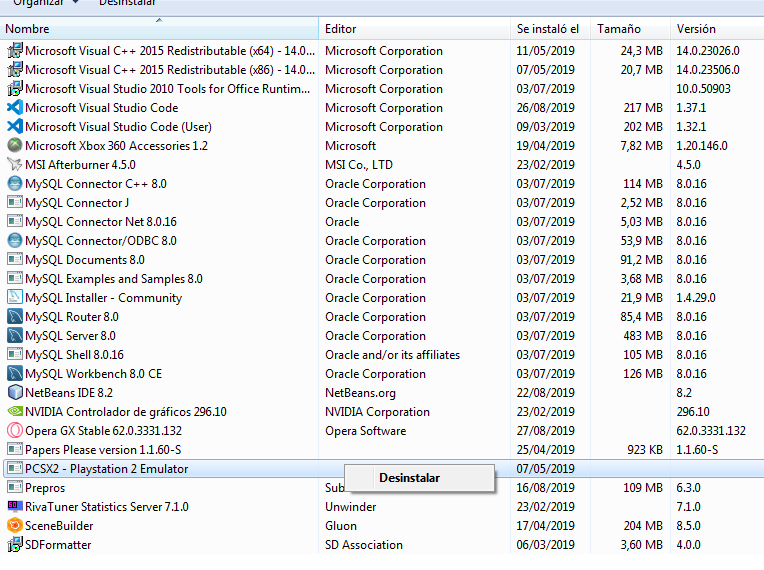 Organizar Desinstalar
Nombre Editor Se instaló el Tamaño Versión
Microsoft Visual C++ 2015 Redistributable (x64) - 14.0... Microsoft Corporation 11/05/2019 24,3 MB 14.0.23026.0
Microsoft Visual C++ 2015 Redistributable (x86) - 14.0... Microsoft Corporation 07/05/2019 20,7 MB 14.0.23506.0
Microsoft Visual Studio 2010 Tools for Office Runtim... Microsoft Corporation 03/07/2019 10.0.50903
Microsoft Visual Studio Code Microsoft Corporation 26/08/2019 217 MB 1.37.1
Microsoft Visual Studio Code (User) Microsoft Corporation 09/03/2019 202 MB 1.32.1
Microsoft Xbox 360 Accessories 1.2 Microsoft 19/04/2019 7,82 MB 1.20.146.0
MSI Afterburner 4.5.0 MSI Co., LTD 23/02/2019 4.5.0
MySQL Connector C++ 8.0 Oracle Corporation 03/07/2019 114 MB 8.0.16
MySQL Connector J Oracle Corporation 03/07/2019 2,52 MB 8.0.16
MySQL Connector Net 8.0.16 Oracle 03/07/2019 5,03 MB 8.0.16
MySQL Connector/ODBC 8.0 Oracle Corporation 03/07/2019 53,9 MB 8.0.16
MySQL Documents 8.0 Oracle Corporation 03/07/2019 91,2 MB 8.0.16
MySQL Examples and Samples 8.0 Oracle Corporation 03/07/2019 3,68 MB 8.0.16
MySQL Installer - Community Oracle Corporation 03/07/2019 21,9 MB 1.4.29.0
MySQL Router 8.0 Oracle Corporation 03/07/2019 85,4 MB 8.0.16
MySQL Server 8.0 Oracle Corporation 03/07/2019 483 MB 8.0.16
MySQL Shell 8.0.16 Oracle and/or its affiliates 03/07/2019 105 MB 8.0.16
MySQL Workbench 8.0 CE Oracle Corporation 03/07/2019 126 MB 8.0.16
NetBeans IDE 8.2 NetBeans.org 22/08/2019 8.2
NVIDIA Controlador de gráficos 296.10 NVIDIA Corporation 23/02/2019 296.10
Opera GX Stable 62.0.3331.132 Opera Software 27/08/2019 62.0.3331.132
Papers Please version 1.1.60-S 25/04/2019 923 KB 1.1.60-S
PCSX2 - Playstation 2 Emulator 07/05/2019
Desinstalar
Prepros Sub 16/08/2019 109 MB 6.3.0
RivaTuner Statistics Server 7.1.0 Unwinder 23/02/2019 7.1.0
SceneBuilder Gluon 17/04/2019 204 MB 8.5.0
SDFormatter SD Association 06/03/2019 3,60 MB 4.0.0